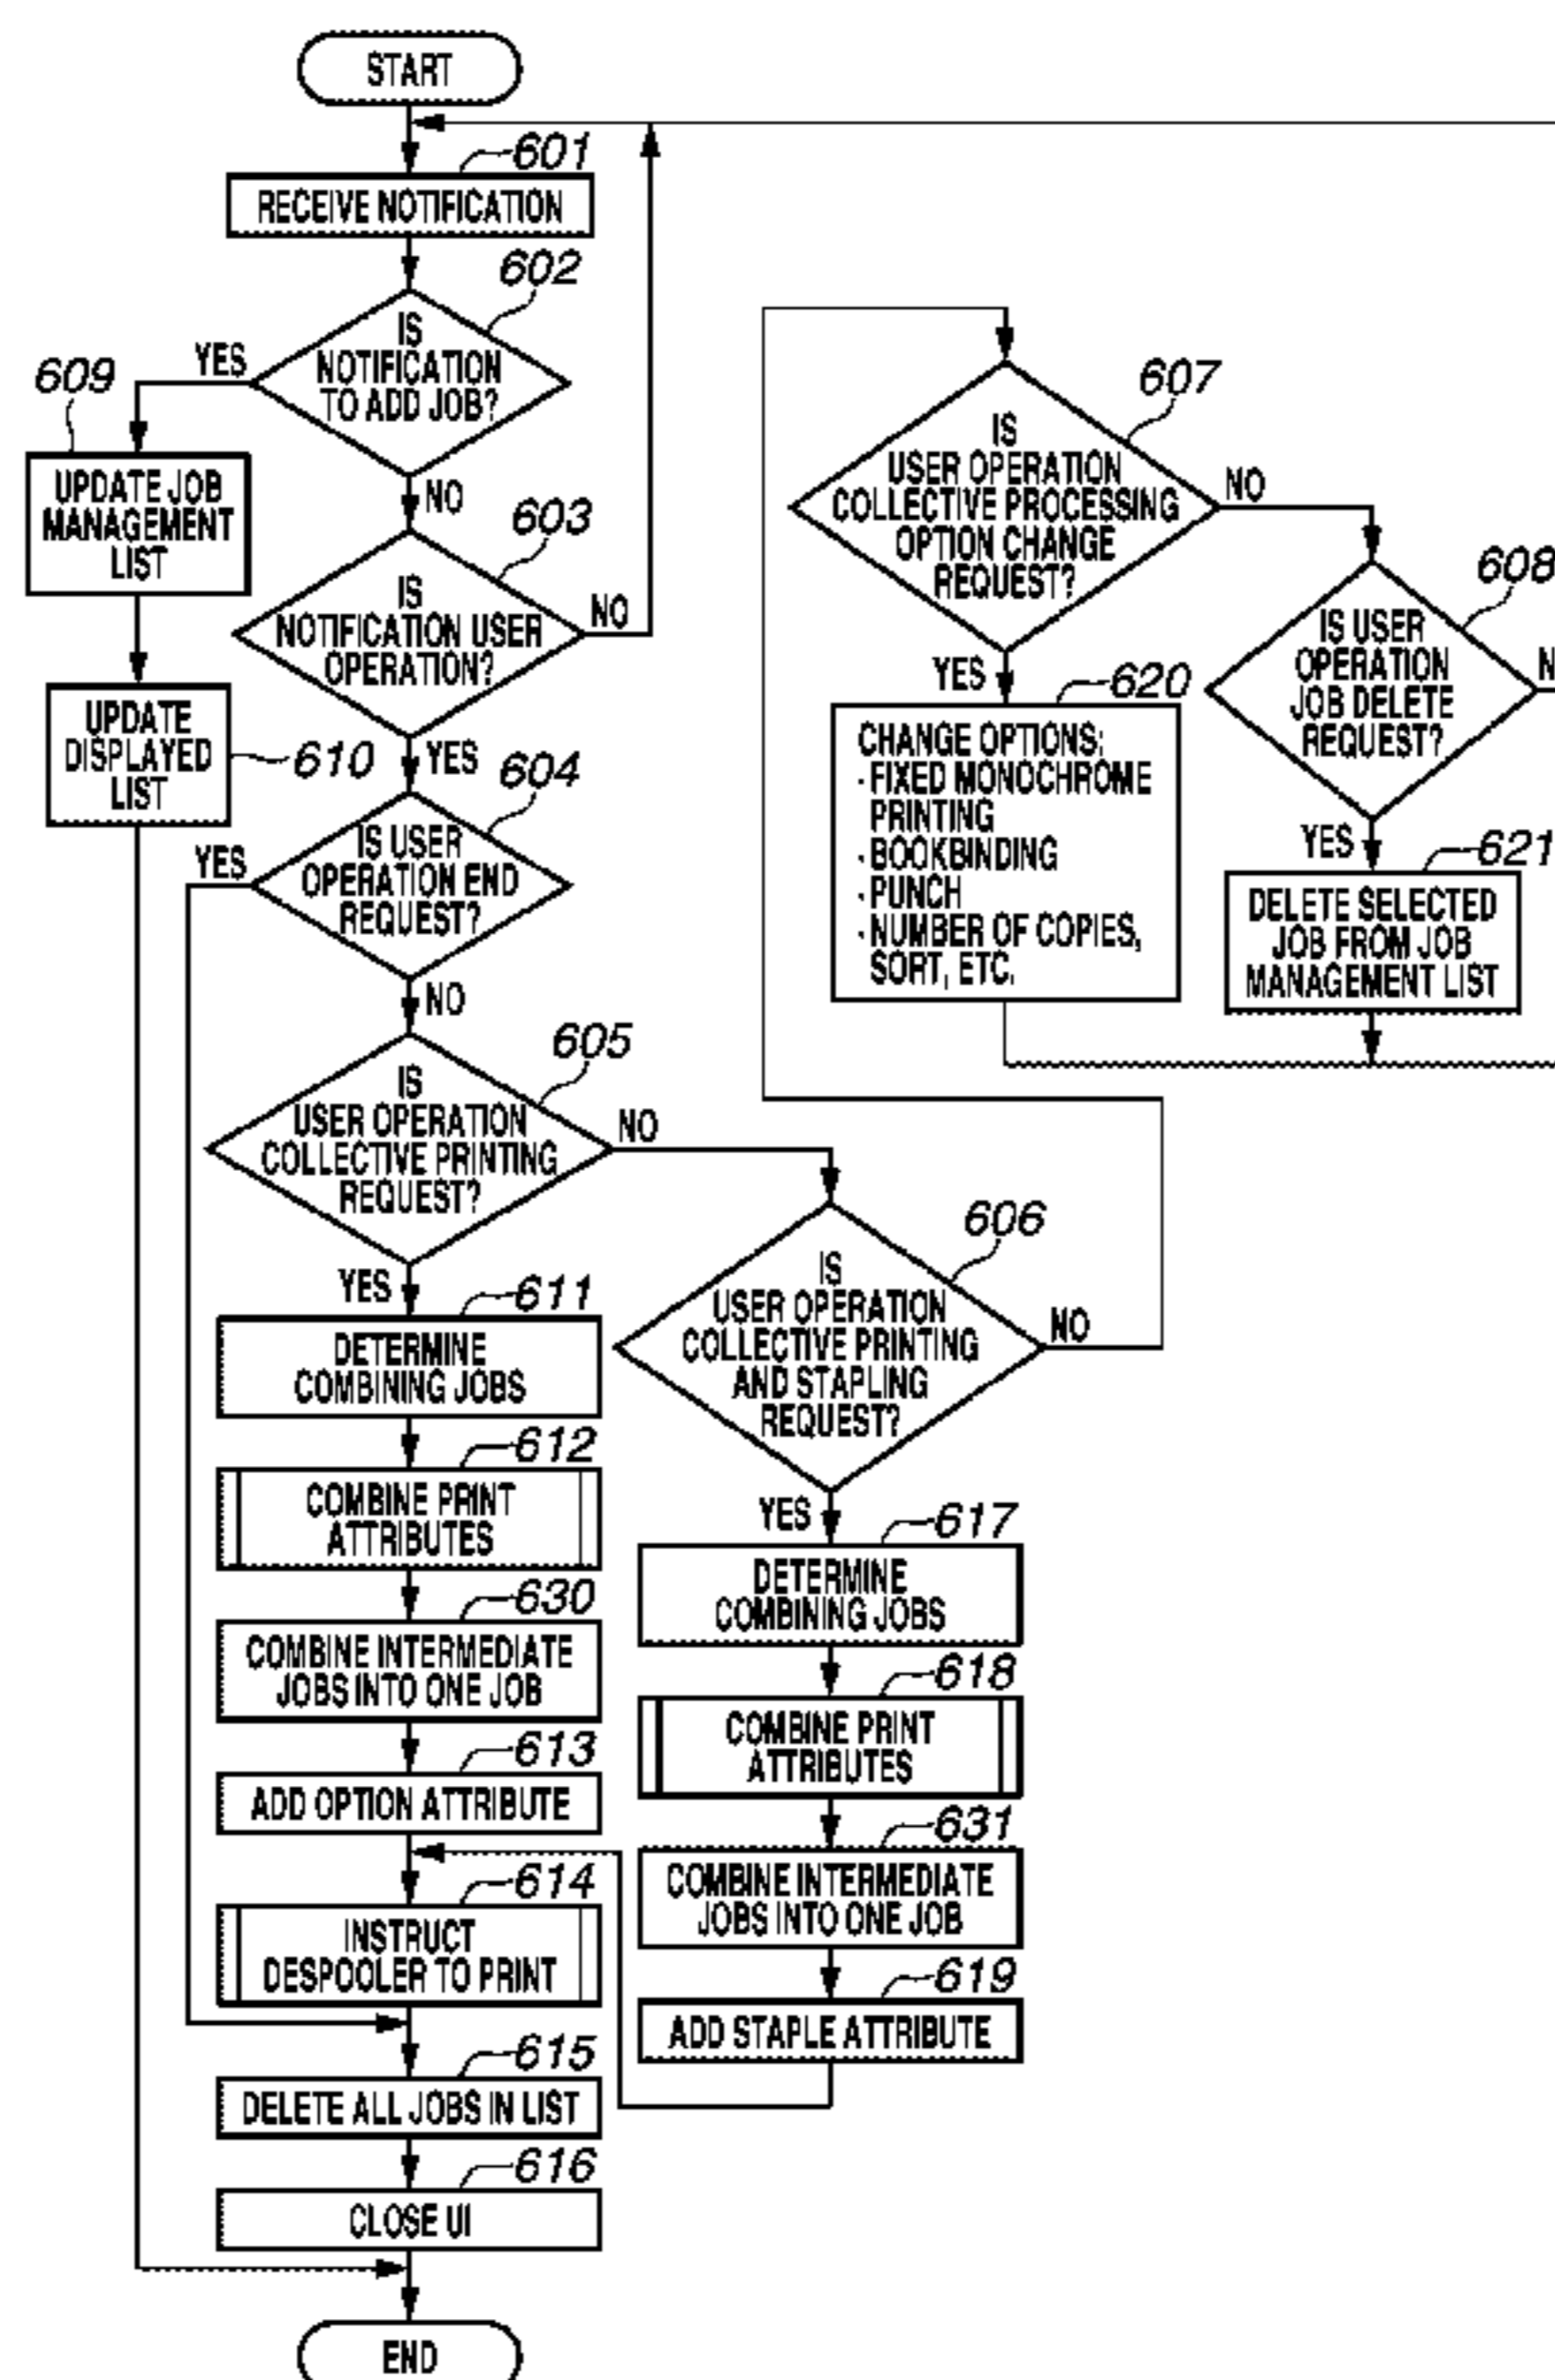 START
601
RECEIVE NOTIFICATION
602
IS
NOTIFICATION
TO ADD JOB?
YES
NO
609
UPDATE JOB
MANAGEMENT
LIST
603
IS
NOTIFICATION USER
OPERATION?
NO
YES
UPDATE
DISPLAYED
LIST
610
604
IS USER
OPERATION END
REQUEST?
YES
NO
605
IS
USER OPERATION
COLLECTIVE PRINTING
REQUEST?
NO
YES
611
DETERMINE
COMBINING JOBS
612
COMBINE PRINT
ATTRIBUTES
630
COMBINE INTERMEDIATE
JOBS INTO ONE JOB
613
ADD OPTION ATTRIBUTE
614
INSTRUCT
DESPOOLER TO PRINT
615
DELETE ALL JOBS IN LIST
616
CLOSE UI
END
606
IS
USER OPERATION
COLLECTIVE PRINTING
AND STAPLING
REQUEST?
NO
YES
617
DETERMINE
COMBINING JOBS
618
COMBINE PRINT
ATTRIBUTES
631
COMBINE INTERMEDIATE
JOBS INTO ONE JOB
619
ADD STAPLE ATTRIBUTE
607
IS
USER OPERATION
COLLECTIVE PROCESSING
OPTION CHANGE
REQUEST?
NO
YES
620
CHANGE OPTIONS:
· FIXED MONOCHROME
PRINTING
· BOOKBINDING
· PUNCH
· NUMBER OF COPIES,
SORT, ETC.
608
IS USER
OPERATION
JOB DELETE
REQUEST?
YES
621
DELETE SELECTED
JOB FROM JOB
MANAGEMENT LIST